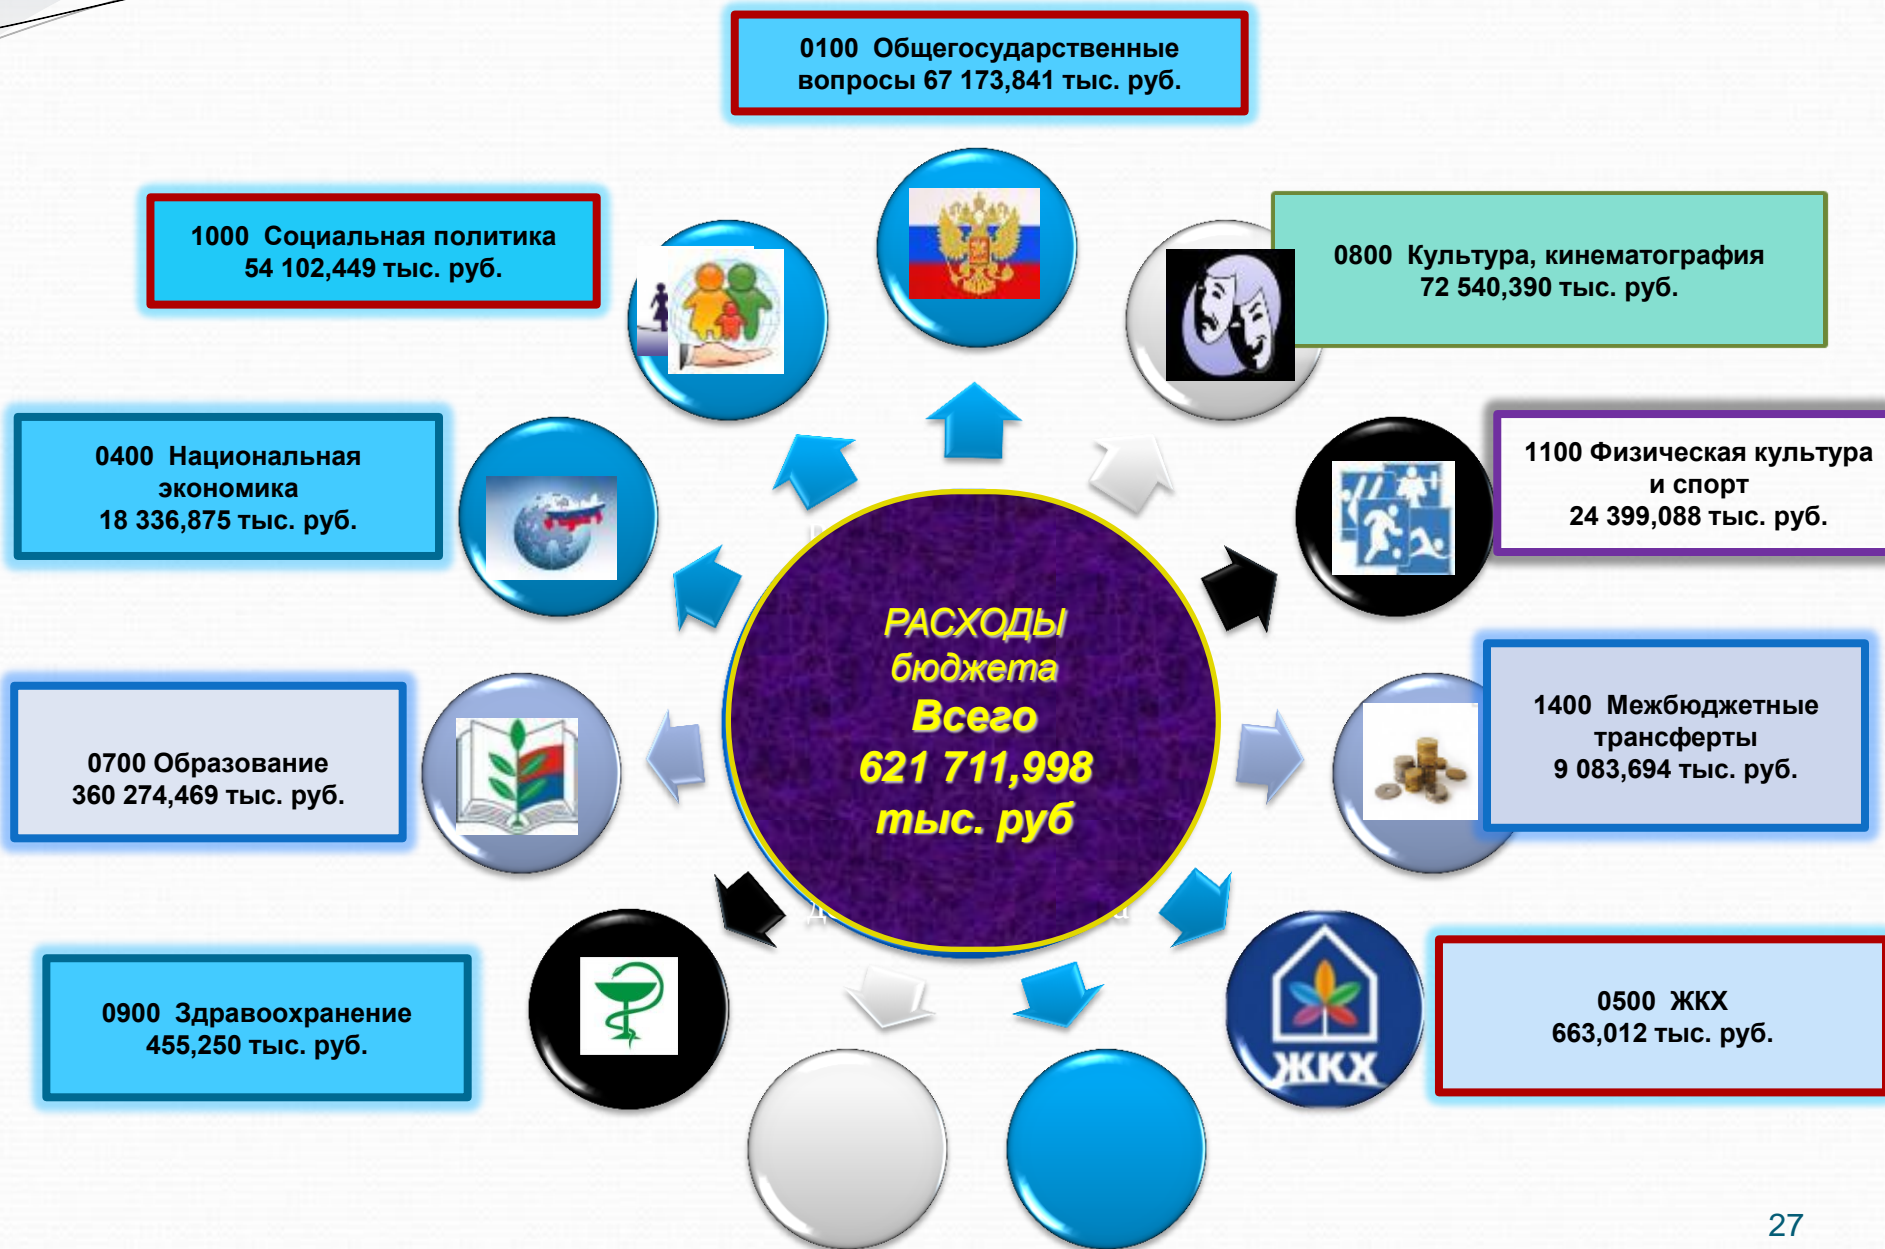 0100 Общегосударственные
вопросы 67 173,841 тыс. руб.
1000 Социальная политика
54 102,449 тыс. руб.
0800 Культура, кинематография
72 540,390 тыс. руб.
0400 Национальная
экономика
18 336,875 тыс. руб.
1100 Физическая культура
и спорт
24 399,088 тыс. руб.
РАСХОДЫ
бюджета
Всего
621 711,998
тыс. руб
0700 Образование
360 274,469 тыс. руб.
1400 Межбюджетные
трансферты
9 083,694 тыс. руб.
0900 Здравоохранение
455,250 тыс. руб.
ЖКХ
0500 ЖКХ
663,012 тыс. руб.
27